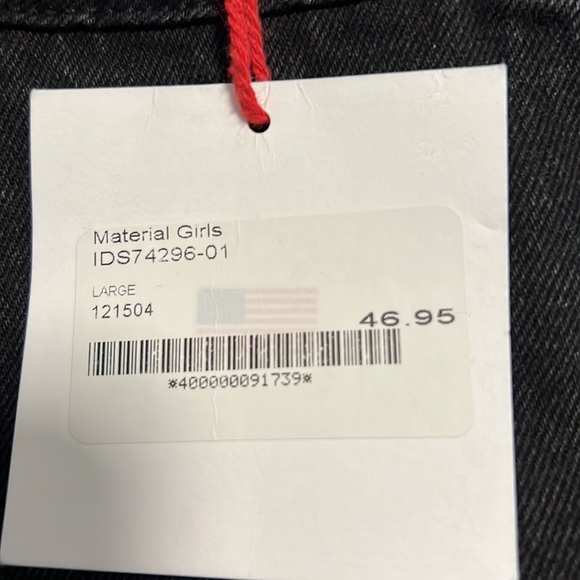 Material Girls
IDS74296-01
LARGE
121504
46.95
*400000091739*